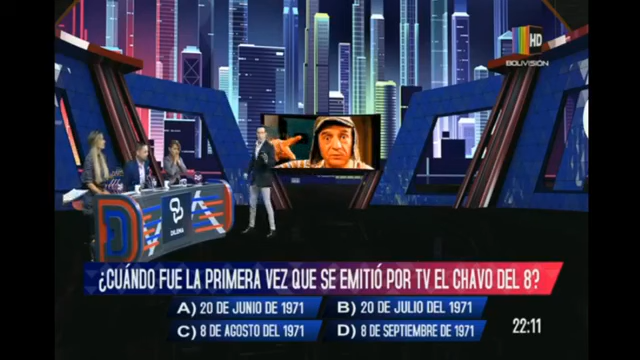 HD
BOLIVISIÓN
DILEMA
¿CUÁNDO FUE LA PRIMERA VEZ QUE SE EMITIÓ POR TV EL CHAVO DEL 8?
A) 20 DE JUNIO DE 1971
B) 20 DE JULIO DEL 1971
C) 8 DE AGOSTO DEL 1971
D) 8 DE SEPTIEMBRE DE 1971
22:11